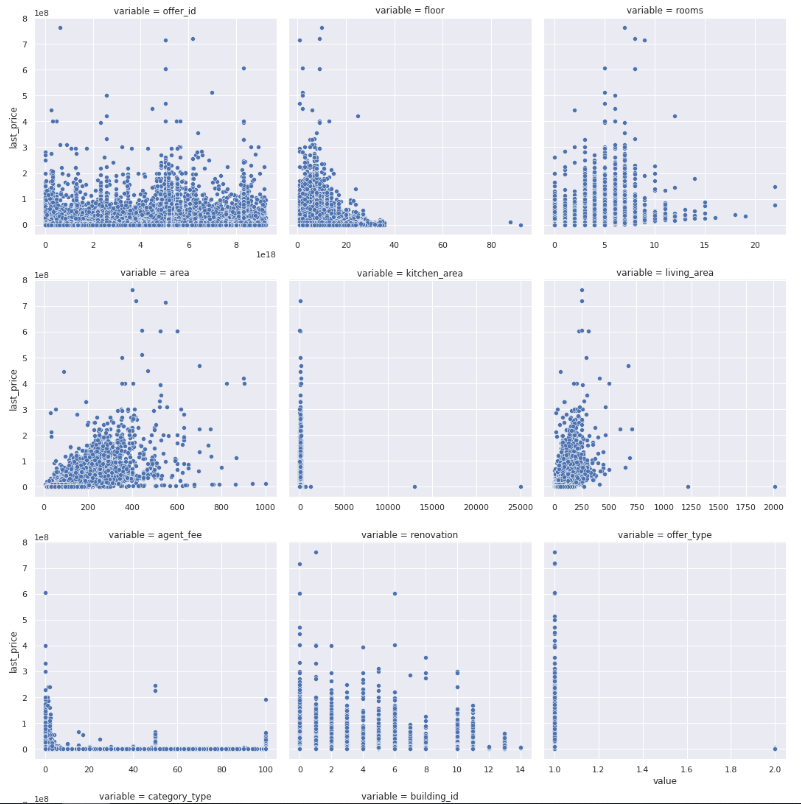 variable = offer_id
variable = floor
variable = rooms
1e8
8
7
6
5
4
3
2
1
0
last_price
0 2 4 6 8
1e18
0 20 40 60 80
0 5 10 15 20
variable = area
variable = kitchen_area
variable = living_area
1e8
8
7
6
5
4
3
2
1
0
last_price
0 200 400 600 800 1000
0 5000 10000 15000 20000 25000
0 250 500 750 1000 1250 1500 1750 2000
variable = agent_fee
variable = renovation
variable = offer_type
1e8
8
7
6
5
4
3
2
1
0
last_price
0 20 40 60 80 100
0 2 4 6 8 10 12 14
1.0 1.2 1.4 1.6 1.8 2.0
value
1e8
variable = category_type
variable = building_id